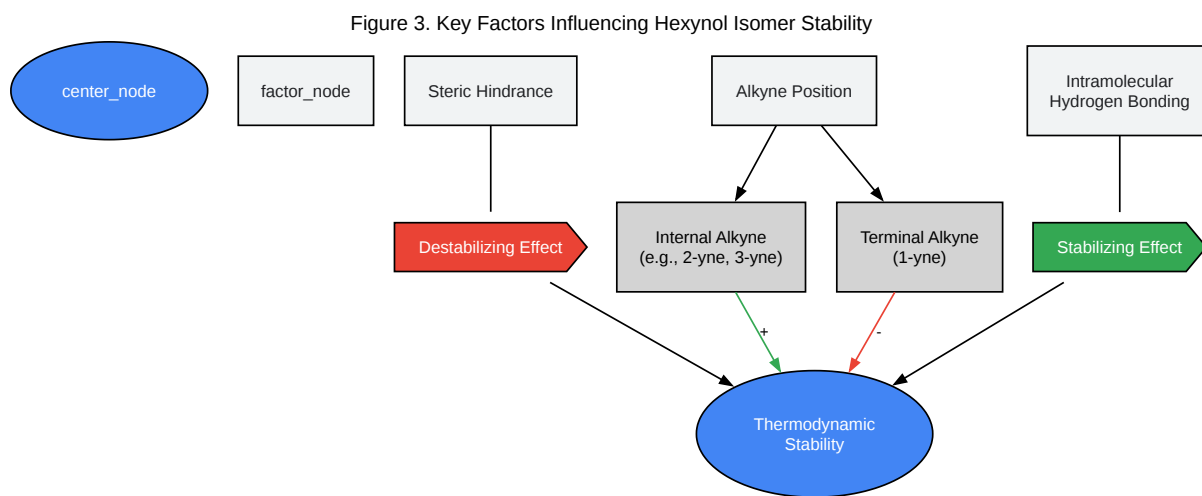 Figure 3. Key Factors Influencing Hexynol Isomer Stability
center_node
factor_node
Steric Hindrance
Alkyne Position
Intramolecular
Hydrogen Bonding
Destabilizing Effect
Internal Alkyne
(e.g., 2-yne, 3-yne)
Terminal Alkyne
(1-yne)
Stabilizing Effect
+
-
Thermodynamic
Stability